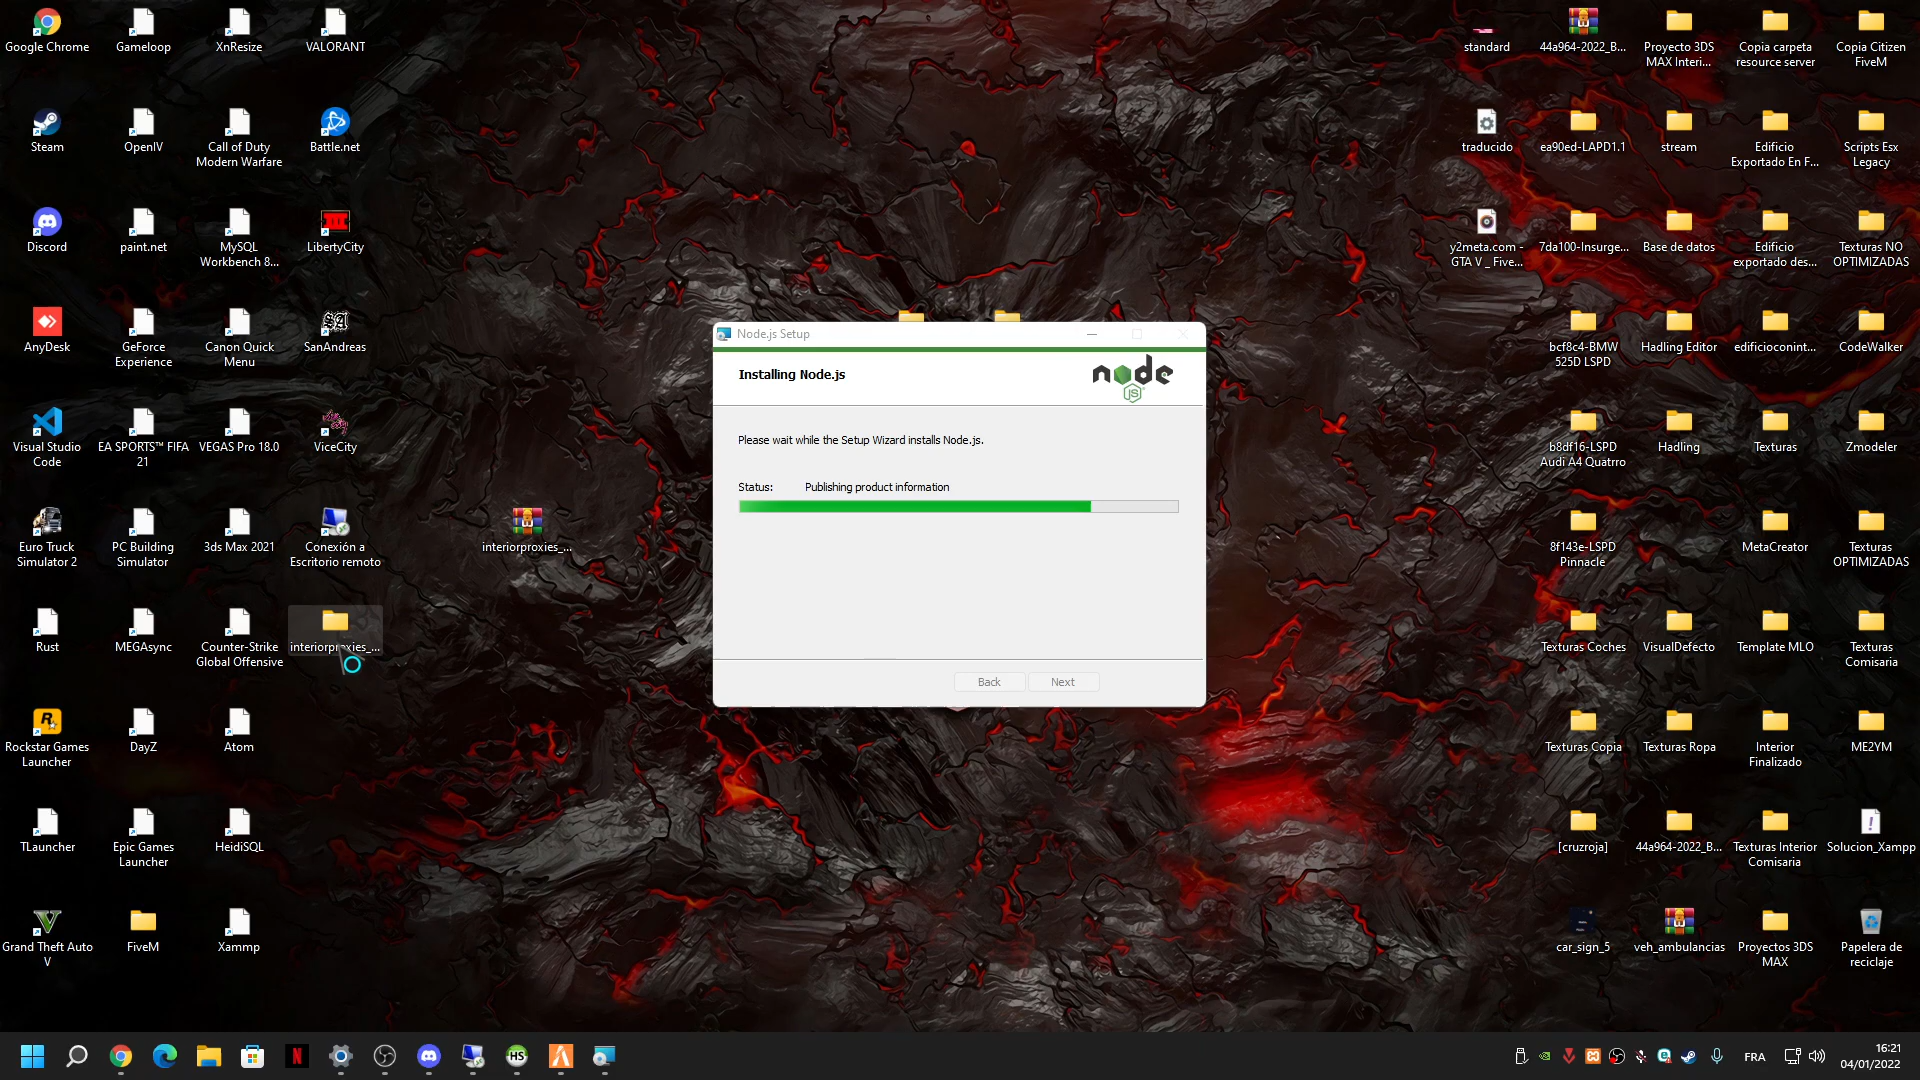 Google Chrome
Gameloop
XnResize
VALORANT
standard
44a964-2022_B...
Proyecto 3DS
MAX Interi...
Copia carpeta
resource server
Copia Citizen
FiveM
Steam
OpenIV
Call of Duty
Modern Warfare
Battle.net
traducido
ea90ed-LAPD1.1
stream
Edificio
Exportado En F...
Scripts Esx
Legacy
Discord
paint.net
MySQL
Workbench 8...
LibertyCity
y2meta.com -
GTA V _ Five...
7da100-Insurge...
Base de datos
Edificio
exportado des...
Texturas NO
OPTIMIZADAS
AnyDesk
GeForce
Experience
Canon Quick
Menu
SanAndreas
bcf8c4-BMW
525D LSPD
Hadling Editor
edificioconint...
CodeWalker
Visual Studio
Code
EA SPORTS™ FIFA
21
VEGAS Pro 18.0
ViceCity
b8df16-LSPD
Audi A4 Quatrro
Hadling
Texturas
Zmodeler
Euro Truck
Simulator 2
PC Building
Simulator
3ds Max 2021
Conexión a
Escritorio remoto
interiorproxies_...
8f143e-LSPD
Pinnacle
MetaCreator
Texturas
OPTIMIZADAS
Rust
MEGAsync
Counter-Strike
Global Offensive
interiorproxies_...
Texturas Coches
VisualDefecto
Template MLO
Texturas
Comisaria
Rockstar Games
Launcher
DayZ
Atom
Texturas Copia
Texturas Ropa
Interior
Finalizado
ME2YM
TLauncher
Epic Games
Launcher
HeidiSQL
[cruzroja]
44a964-2022_B...
Texturas Interior
Comisaria
Solucion_Xampp
Grand Theft Auto
V
FiveM
Xammp
car_sign_5
veh_ambulancias
Proyectos 3DS
MAX
Papelera de
reciclaje
Node.js Setup
Installing Node.js
node
JS
Please wait while the Setup Wizard installs Node.js.
Status:
Publishing product information
Back
Next
HS
FRA
16:21
04/01/2022